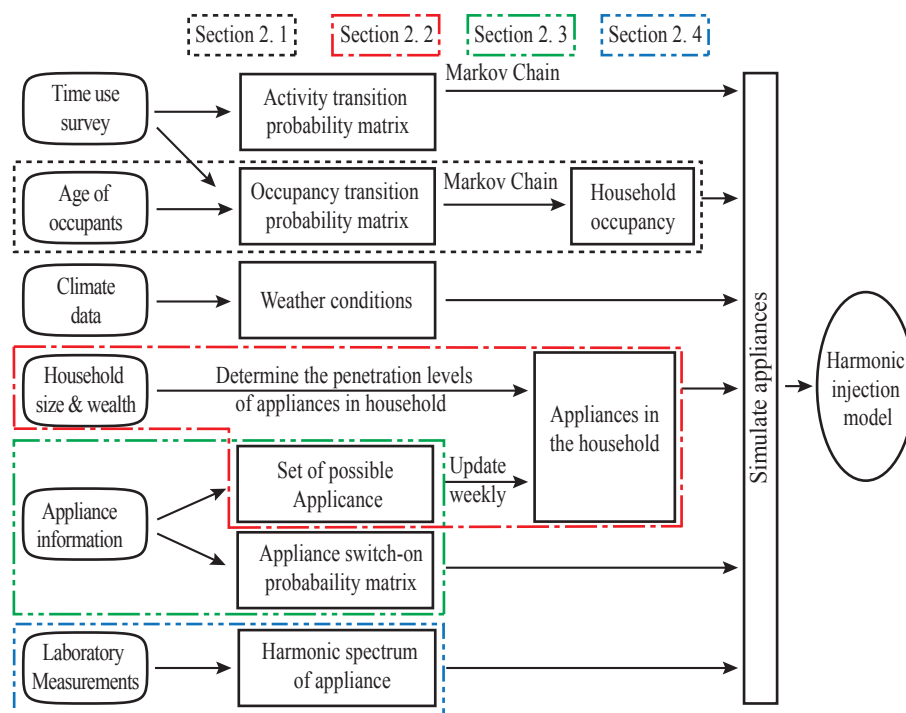 Section 2. 1
Section 2. 2
Section 2. 3
Section 2. 4
Time use
survey
Activity transition
probability matrix
Markov Chain
Age of
occupants
Occupancy transition
probability matrix
Markov Chain
Household
occupancy
Climate
data
Weather conditions
Household
size & wealth
Determine the penetration levels
of appliances in household
Appliances in
the household
Appliance
information
Set of possible
Applicance
Update
weekly
Appliance switch-on
probabaility matrix
Laboratory
Measurements
Harmonic spectrum
of appliance
Simulate appliances
Harmonic
injection
model